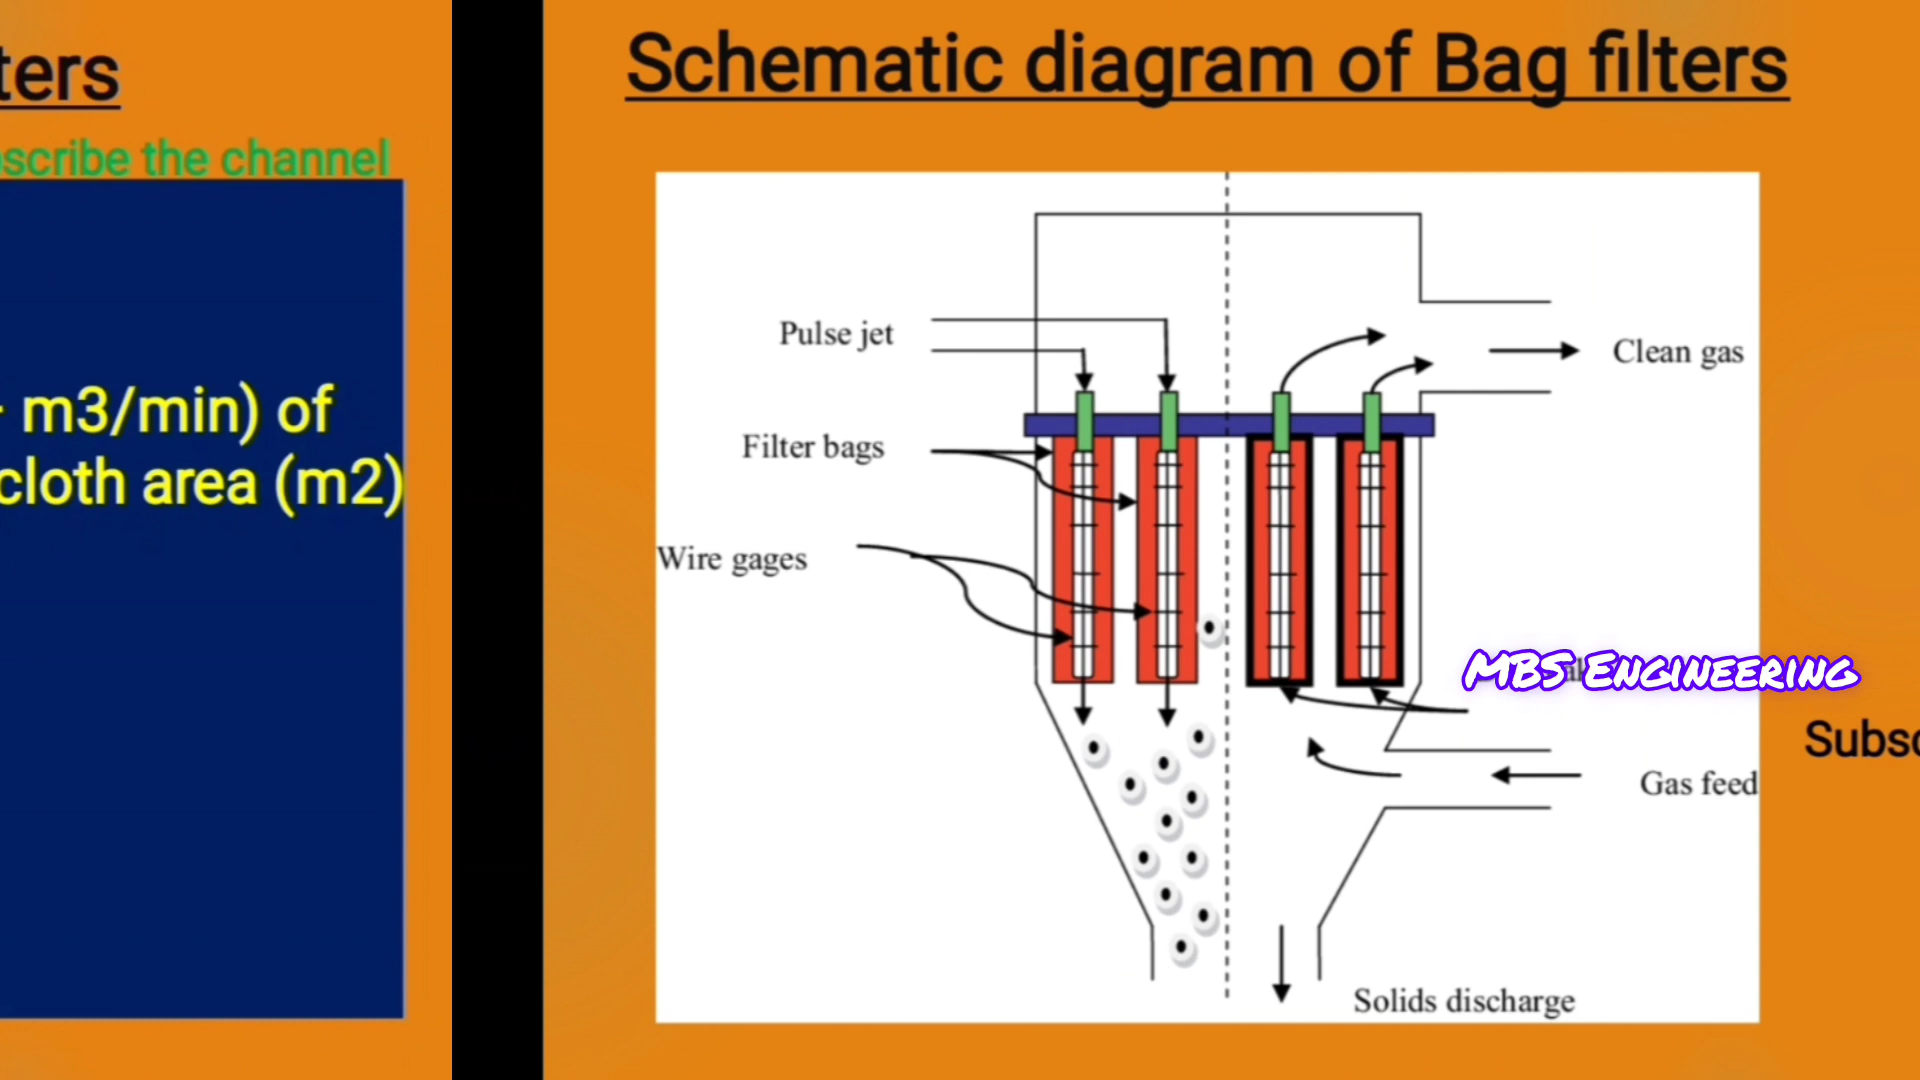 ters
scribe the channel
m3/min) of
cloth area (m2)
Schematic diagram of Bag filters
Pulse jet
Clean gas
Filter bags
Wire gages
MBS Engineering
Subsc
Gas feed
Solids discharge